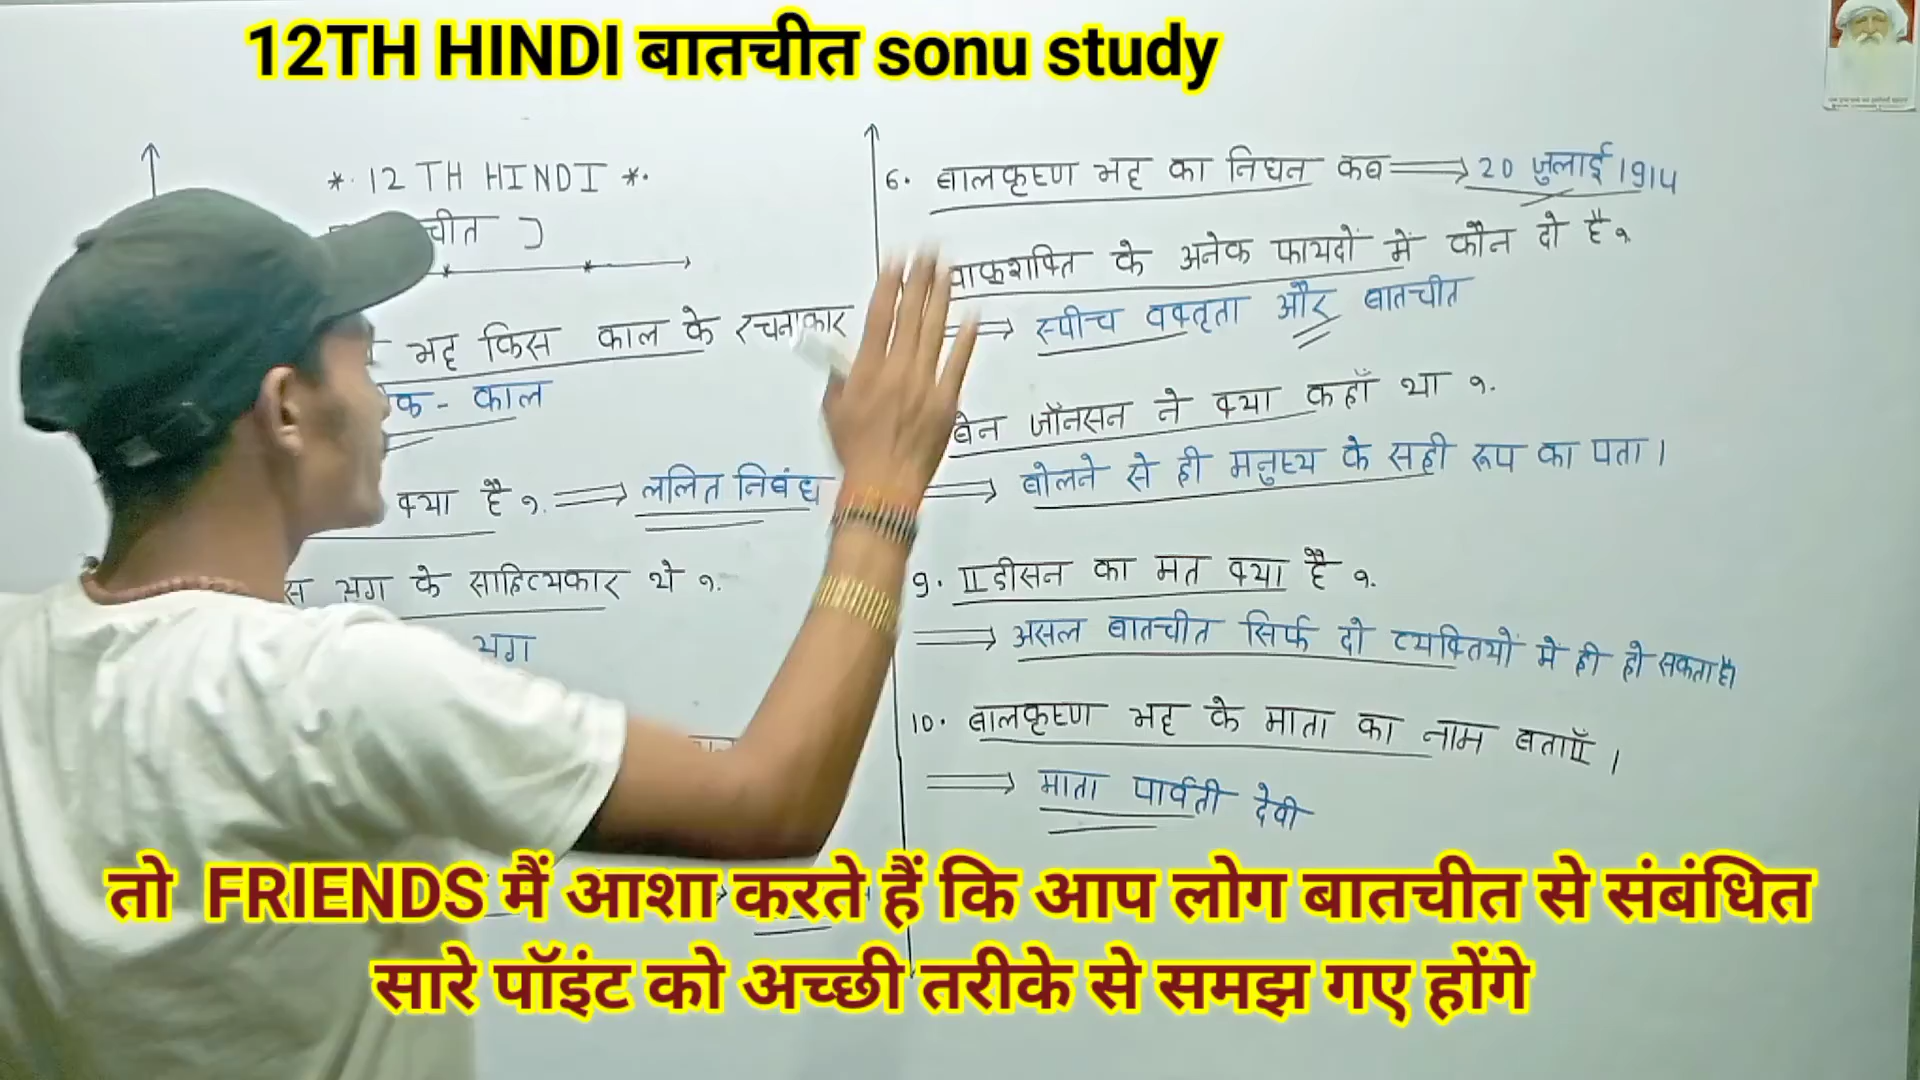 12TH HINDI बातचीत sonu study
* 12 TH HINDI *
चीत ]
भट्ट किस काल के रचनाकार
क - काल
क्या है ?. ⟹ ललित निबंध
स युग के साहित्यकार थे ?.
युग
6. बालकृष्ण भट्ट का निधन कब ⟹ 20 जुलाई 1914
वाकशक्ति के अनेक फायदों में कौन दो है ?
⟹ स्पीच वक्तृता और बातचीत
बेन जॉनसन ने क्या कहाँ था ?.
⟹ बोलने से ही मनुष्य के सही रूप का पता ।
9. एडीसन का मत क्या है ?.
⟹ असल बातचीत सिर्फ दो व्यक्तियों में ही हो सकता है।
10. बालकृष्ण भट्ट के माता का नाम बताएँ ।
⟹ माता पार्वती देवी
तो FRIENDS मैं आशा करते हैं कि आप लोग बातचीत से संबंधित
सारे पॉइंट को अच्छी तरीके से समझ गए होंगे